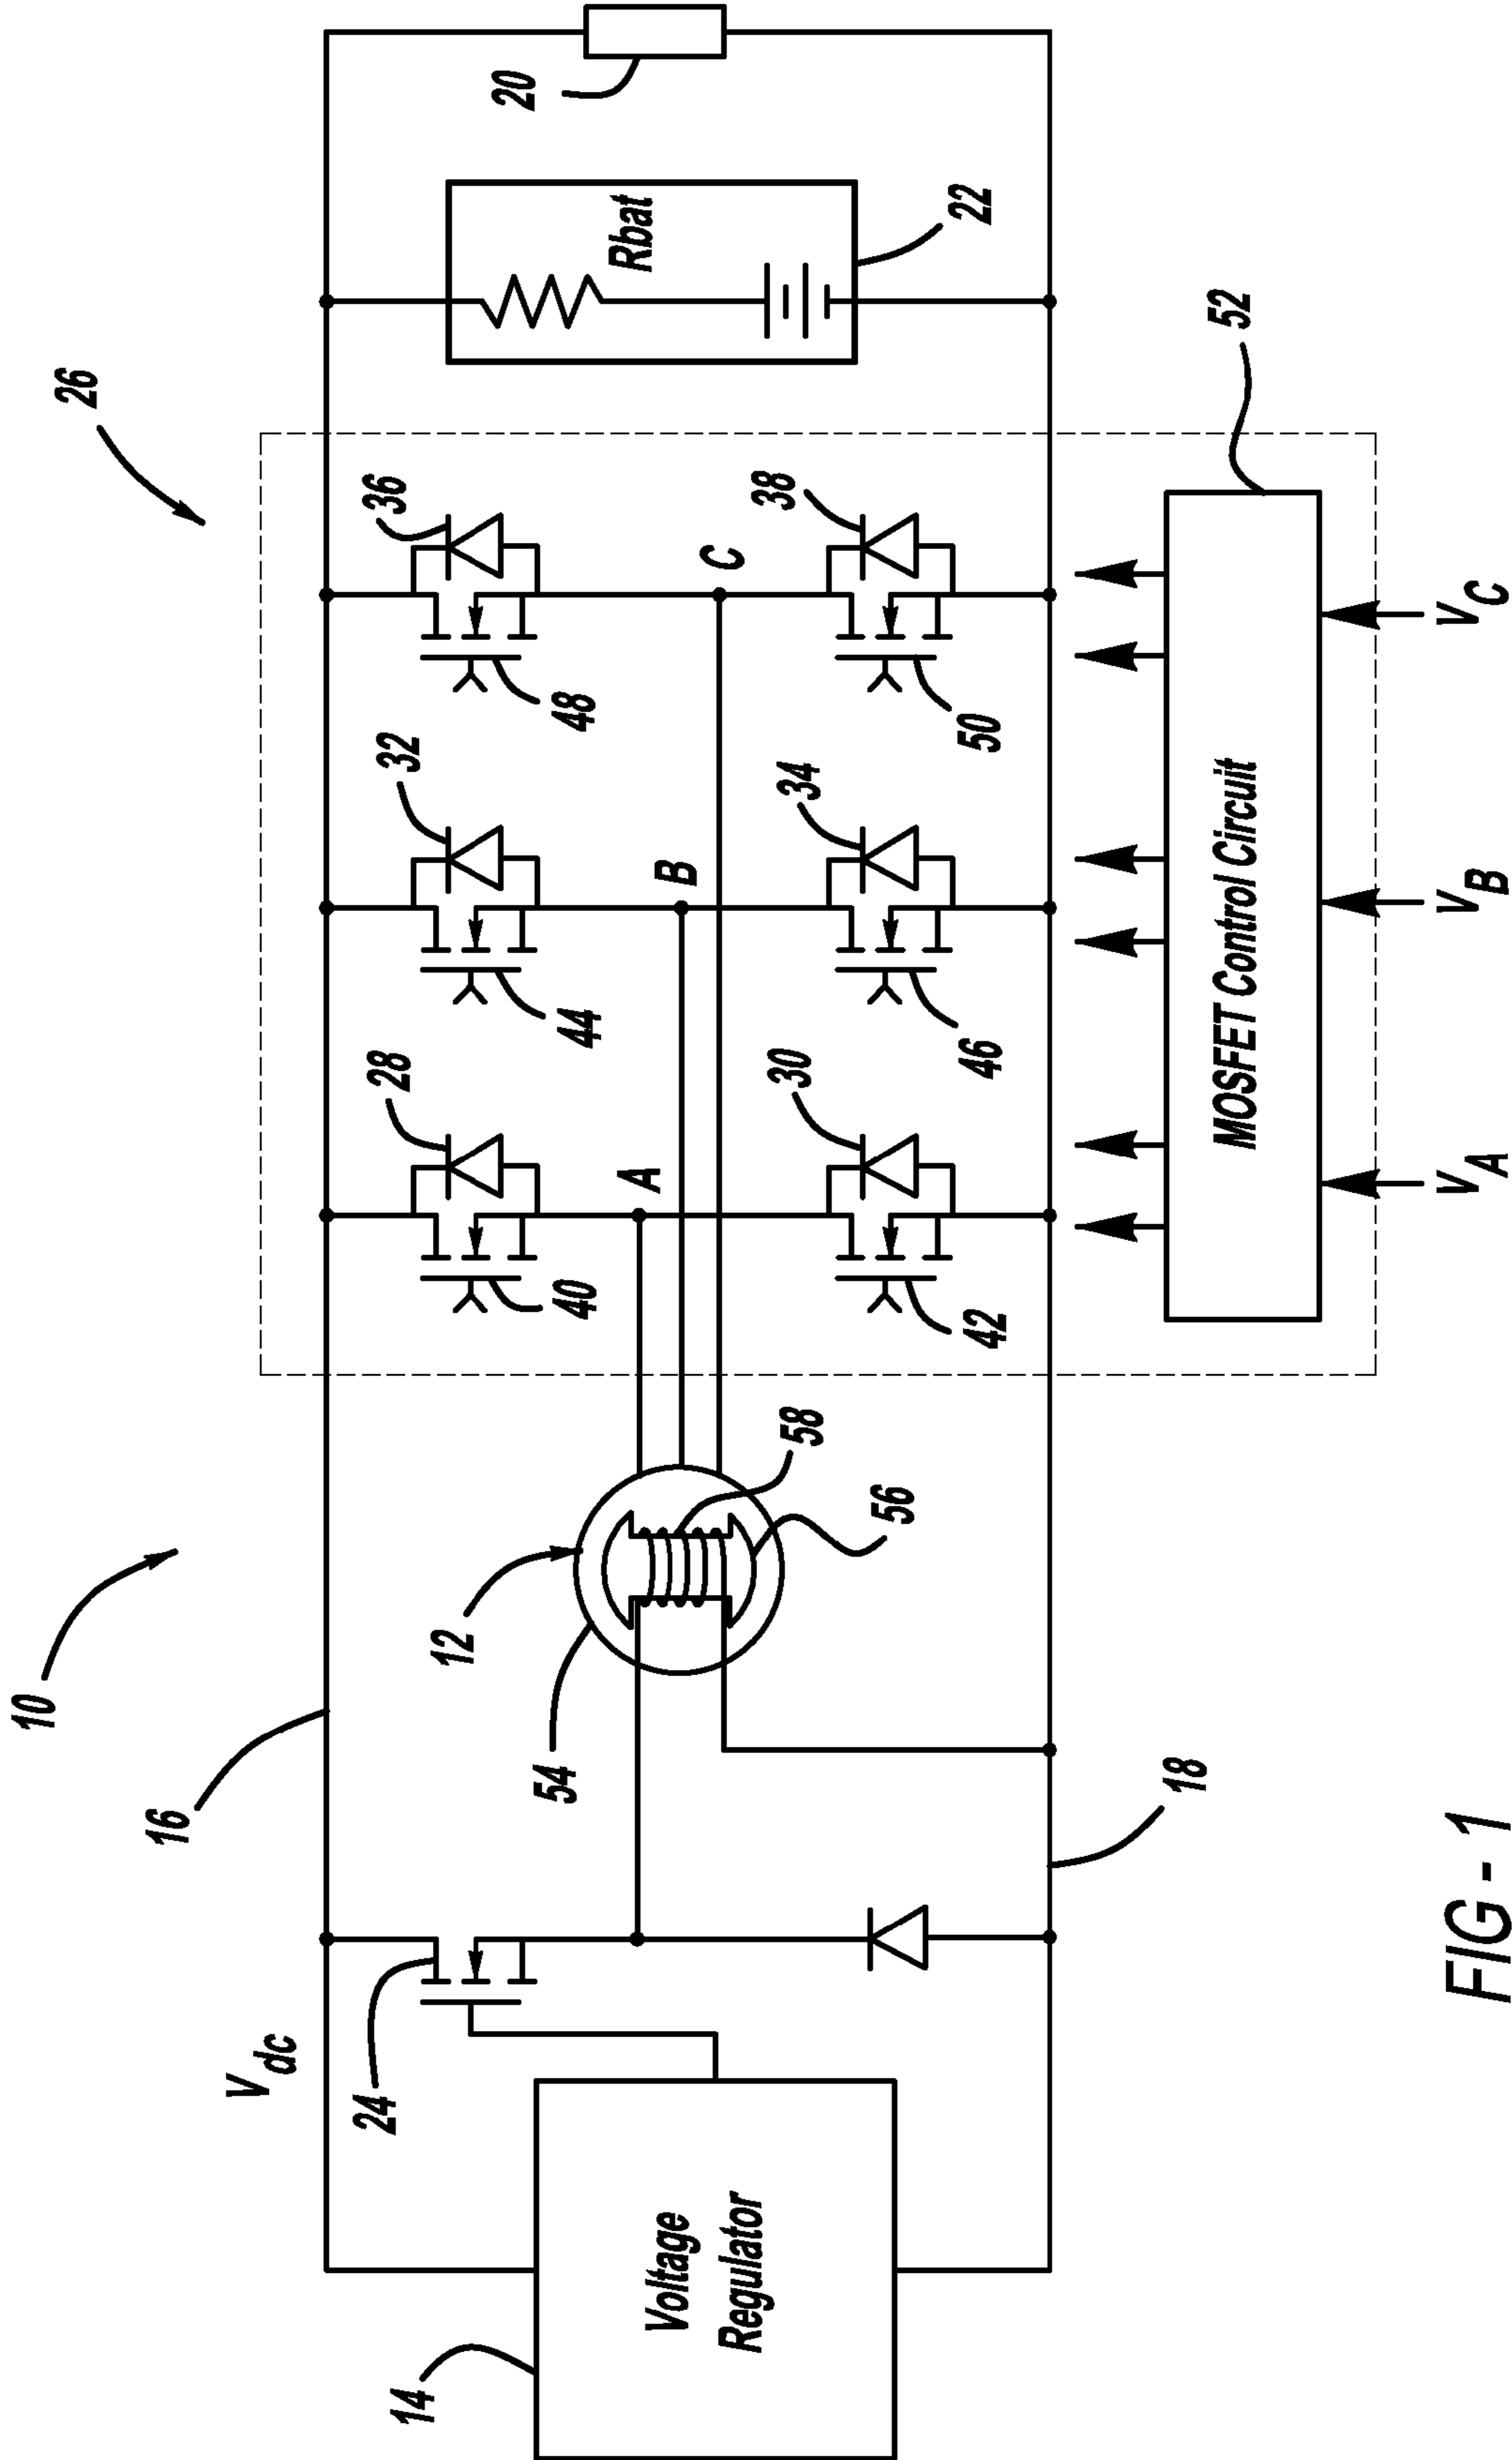 10
26
16
Vdc
24
14
Voltage
Regulator
12
54
58
56
18
28
32
36
40
44
48
A
B
C
30
34
38
42
46
50
Rbat
22
20
52
MOSFET Control Circuit
VA
VB
VC
FIG - 1